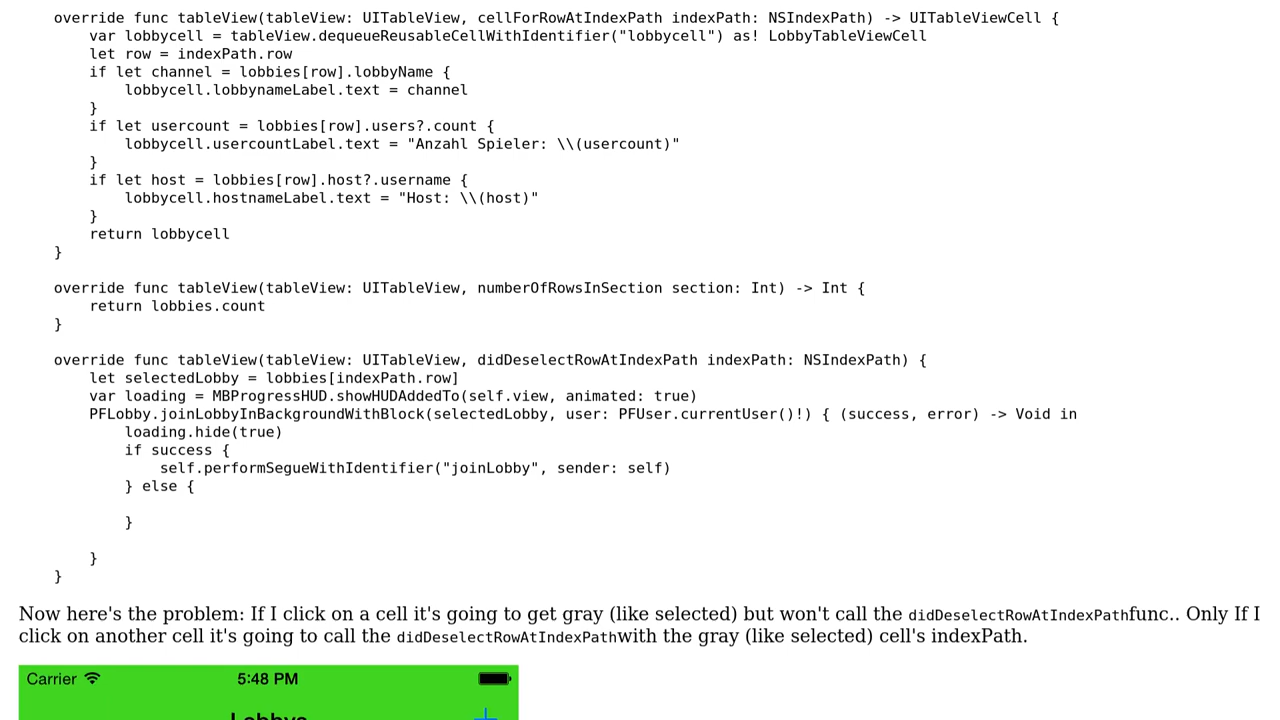 override func tableView(tableView: UITableView, cellForRowAtIndexPath indexPath: NSIndexPath) -> UITableViewCell {
var lobbycell = tableView.dequeueReusableCellWithIdentifier("lobbycell") as! LobbyTableViewCell
let row = indexPath.row
if let channel = lobbies[row].lobbyName {
lobbycell.lobbynameLabel.text = channel
}
if let usercount = lobbies[row].users?.count {
lobbycell.usercountLabel.text = "Anzahl Spieler: \\(usercount)"
}
if let host = lobbies[row].host?.username {
lobbycell.hostnameLabel.text = "Host: \\(host)"
}
return lobbycell
}
override func tableView(tableView: UITableView, numberOfRowsInSection section: Int) -> Int {
return lobbies.count
}
override func tableView(tableView: UITableView, didDeselectRowAtIndexPath indexPath: NSIndexPath) {
let selectedLobby = lobbies[indexPath.row]
var loading = MBProgressHUD.showHUDAddedTo(self.view, animated: true)
PFLobby.joinLobbyInBackgroundWithBlock(selectedLobby, user: PFUser.currentUser()!) { (success, error) -> Void in
loading.hide(true)
if success {
self.performSegueWithIdentifier("joinLobby", sender: self)
} else {
}
}
}
Now here's the problem: If I click on a cell it's going to get gray (like selected) but won't call the didDeselectRowAtIndexPathfunc.. Only If I
click on another cell it's going to call the didDeselectRowAtIndexPathwith the gray (like selected) cell's indexPath.
Carrier 5:48 PM
Lobbys